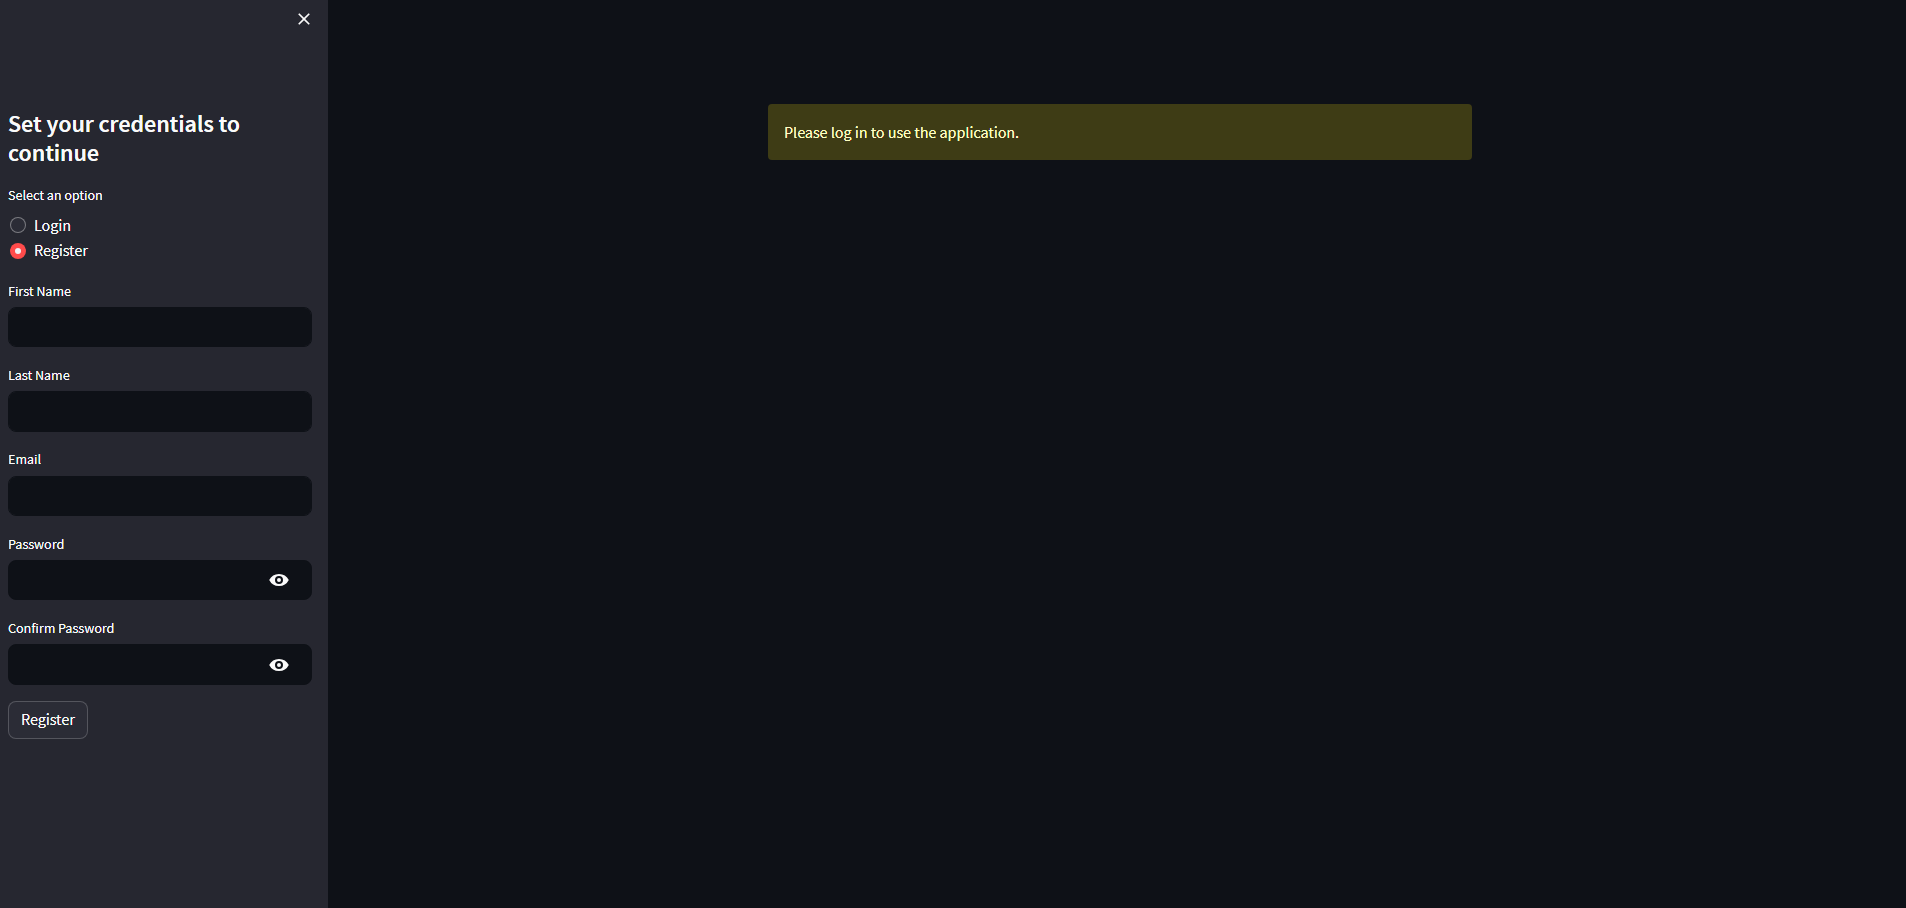 Set your credentials to
continue
Select an option
Login
Register
First Name
Last Name
Email
Password
Confirm Password
Register
Please log in to use the application.